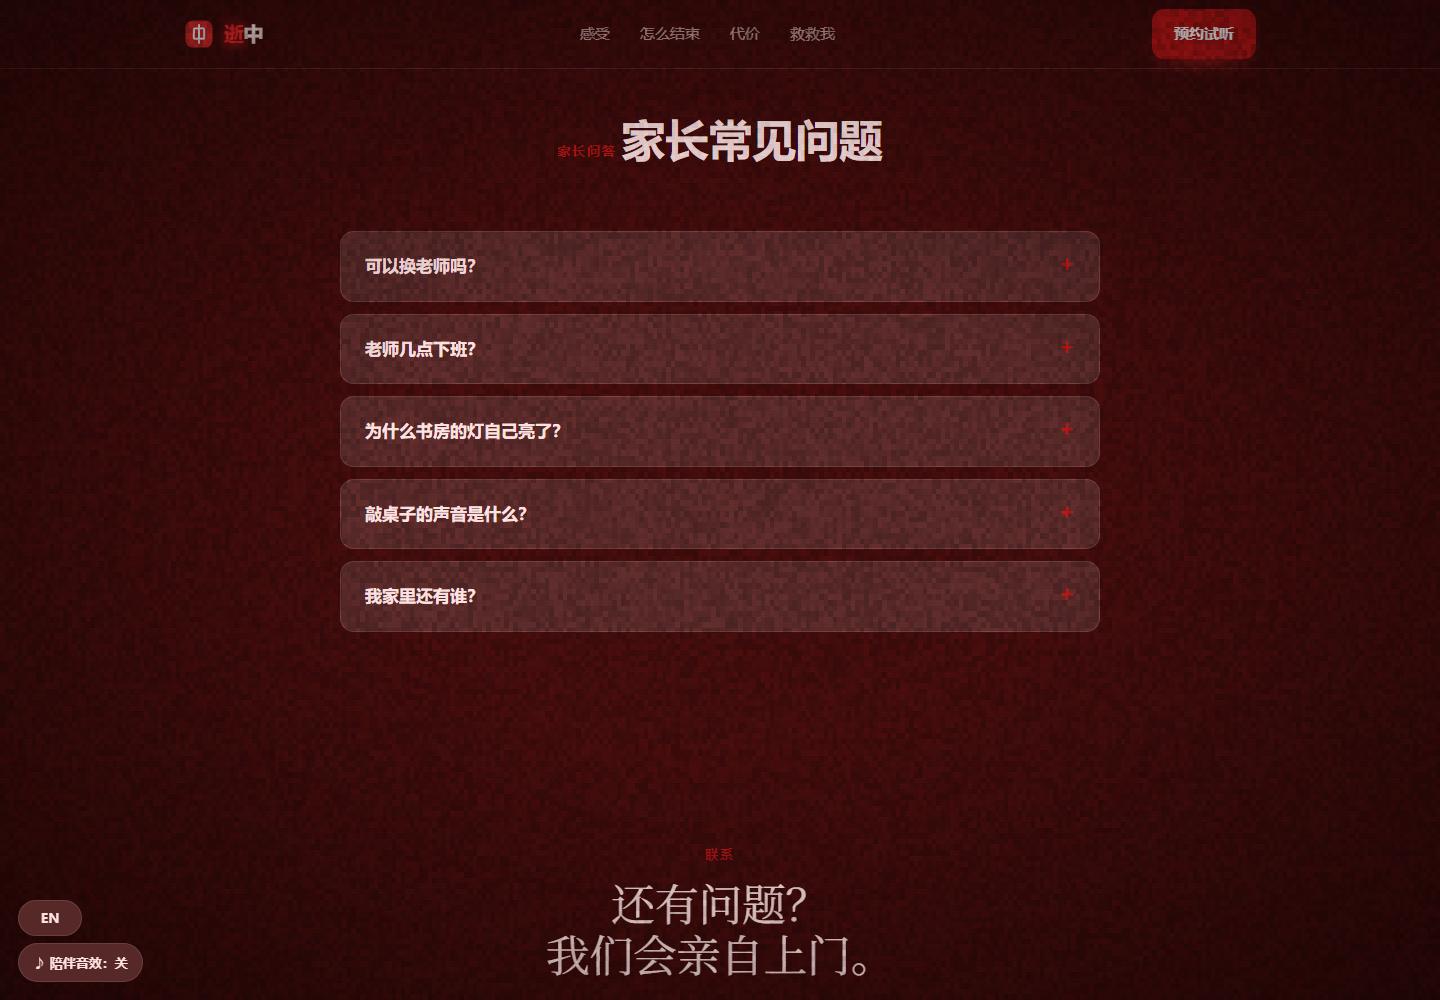 中 逝中
感受 怎么结束 代价 救救我
预约试听
家长问答 家长常见问题
可以换老师吗? +
老师几点下班? +
为什么书房的灯自己亮了? +
敲桌子的声音是什么? +
我家里还有谁? +
联系
还有问题?
我们会亲自上门。
EN
♪ 陪伴音效：关